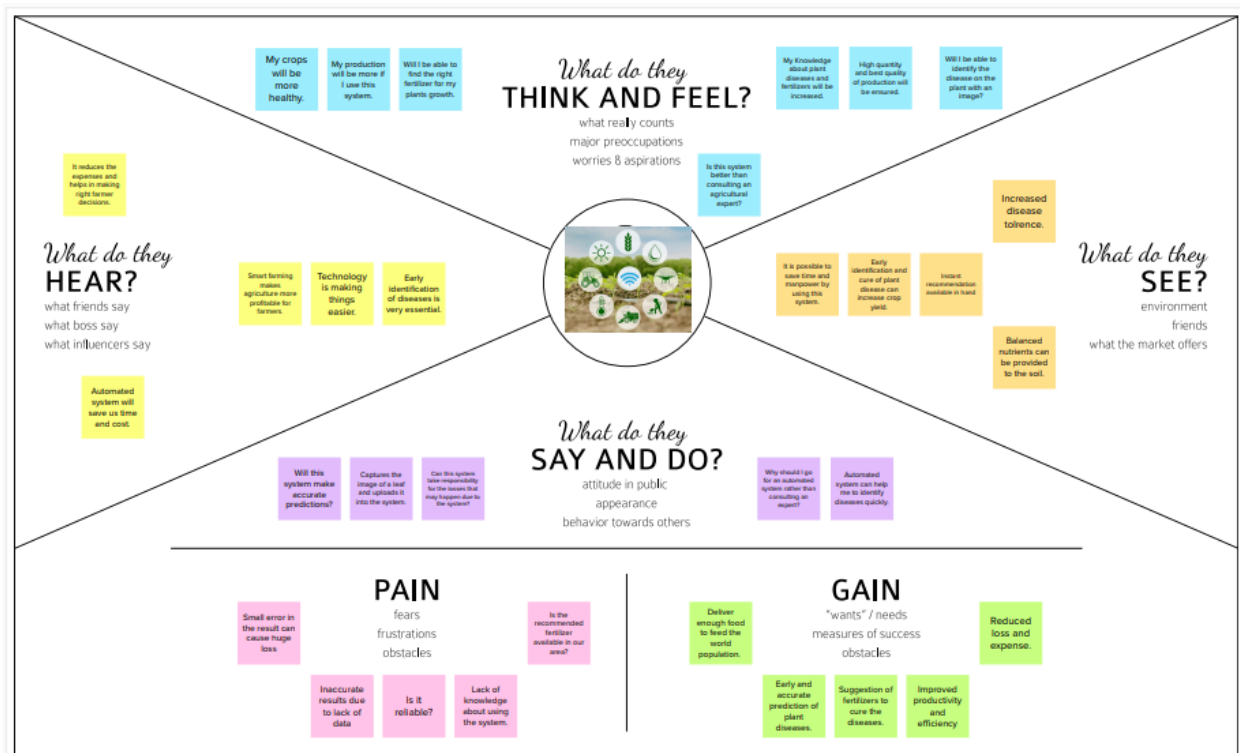 My crops
will be
more
healthy.
My production
will be more if
I use this
system.
Will I be able to
find the right
fertilizer for my
plants growth.
What do they
THINK AND FEEL?
what really counts
major preoccupations
worries & aspirations
My Knowledge
about plant
diseases and
fertilizers will be
increased.
High quantity
and best quality
of production will
be ensured.
Will I be able to
identify the
disease on the
plant with an
image?
Is this system
better than
consulting an
agricultural
expert?
It reduces the
expenses and
helps in making
right farmer
decisions.
What do they
HEAR?
what friends say
what boss say
what influencers say
Smart farming
makes
agriculture more
profitable for
farmers.
Technology
is making
things
easier.
Early
identification
of diseases is
very essential.
Automated
system will
save us time
and cost.
Increased
disease
tolrence.
What do they
SEE?
environment
friends
what the market offers
It is possible to
save time and
manpower by
using this
system.
Early
identification and
cure of plant
disease can
increase crop
yield.
Instant
recommendation
available in hand
Balanced
nutrients can
be provided
to the soil.
What do they
SAY AND DO?
attitude in public
appearance
behavior towards others
Will this
system make
accurate
predictions?
Captures the
image of a leaf
and uploads it
into the system.
Can this system
take responsibility
for the losses that
may happen due to
the system?
Why should I go
for an automated
system rather than
consulting an
expert?
Automated
system can help
me to identify
diseases quickly.
PAIN
fears
frustrations
obstacles
Small error in
the result can
cause huge
loss
Is the
recommended
fertilizer
available in our
area?
Inaccurate
results due
to lack of
data
Is it
reliable?
Lack of
knowledge
about using
the system.
GAIN
"wants" / needs
measures of success
obstacles
Deliver
enough food
to feed the
world
population.
Reduced
loss and
expense.
Early and
accurate
prediction of
plant
diseases.
Suggestion of
fertilizers to
cure the
diseases.
Improved
productivity
and
efficiency